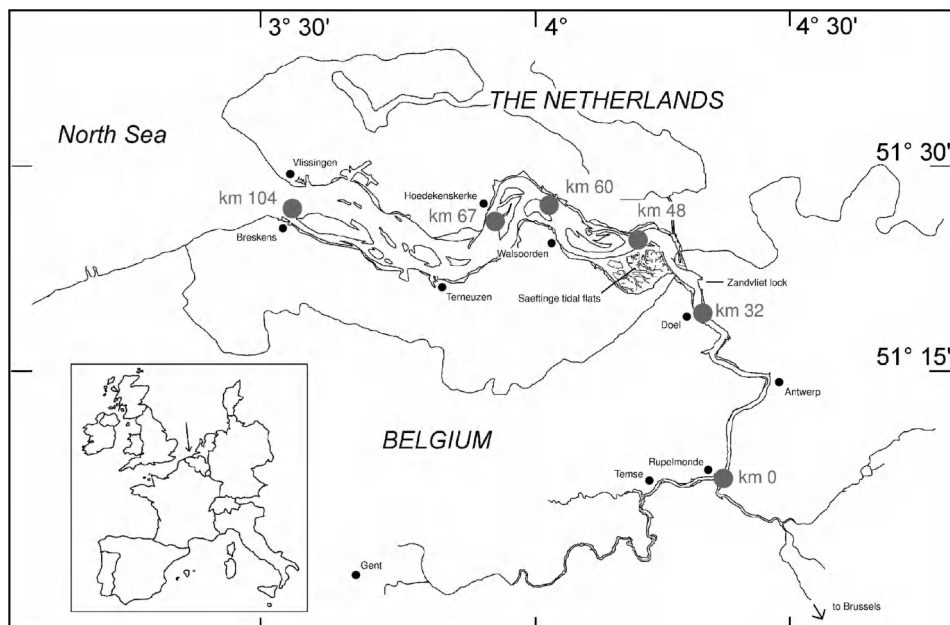 3° 30'
4°
4° 30'
THE NETHERLANDS
North Sea
51° 30'
Vlissingen
km 104
Hoedekenskerke
km 67
km 60
km 48
Breskens
Walsoorden
Zandvliet lock
Terneuzen
Saeftinge tidal flats
km 32
Doel
51° 15'
Antwerp
BELGIUM
Rupelmonde
Temse
km 0
Gent
to Brussels